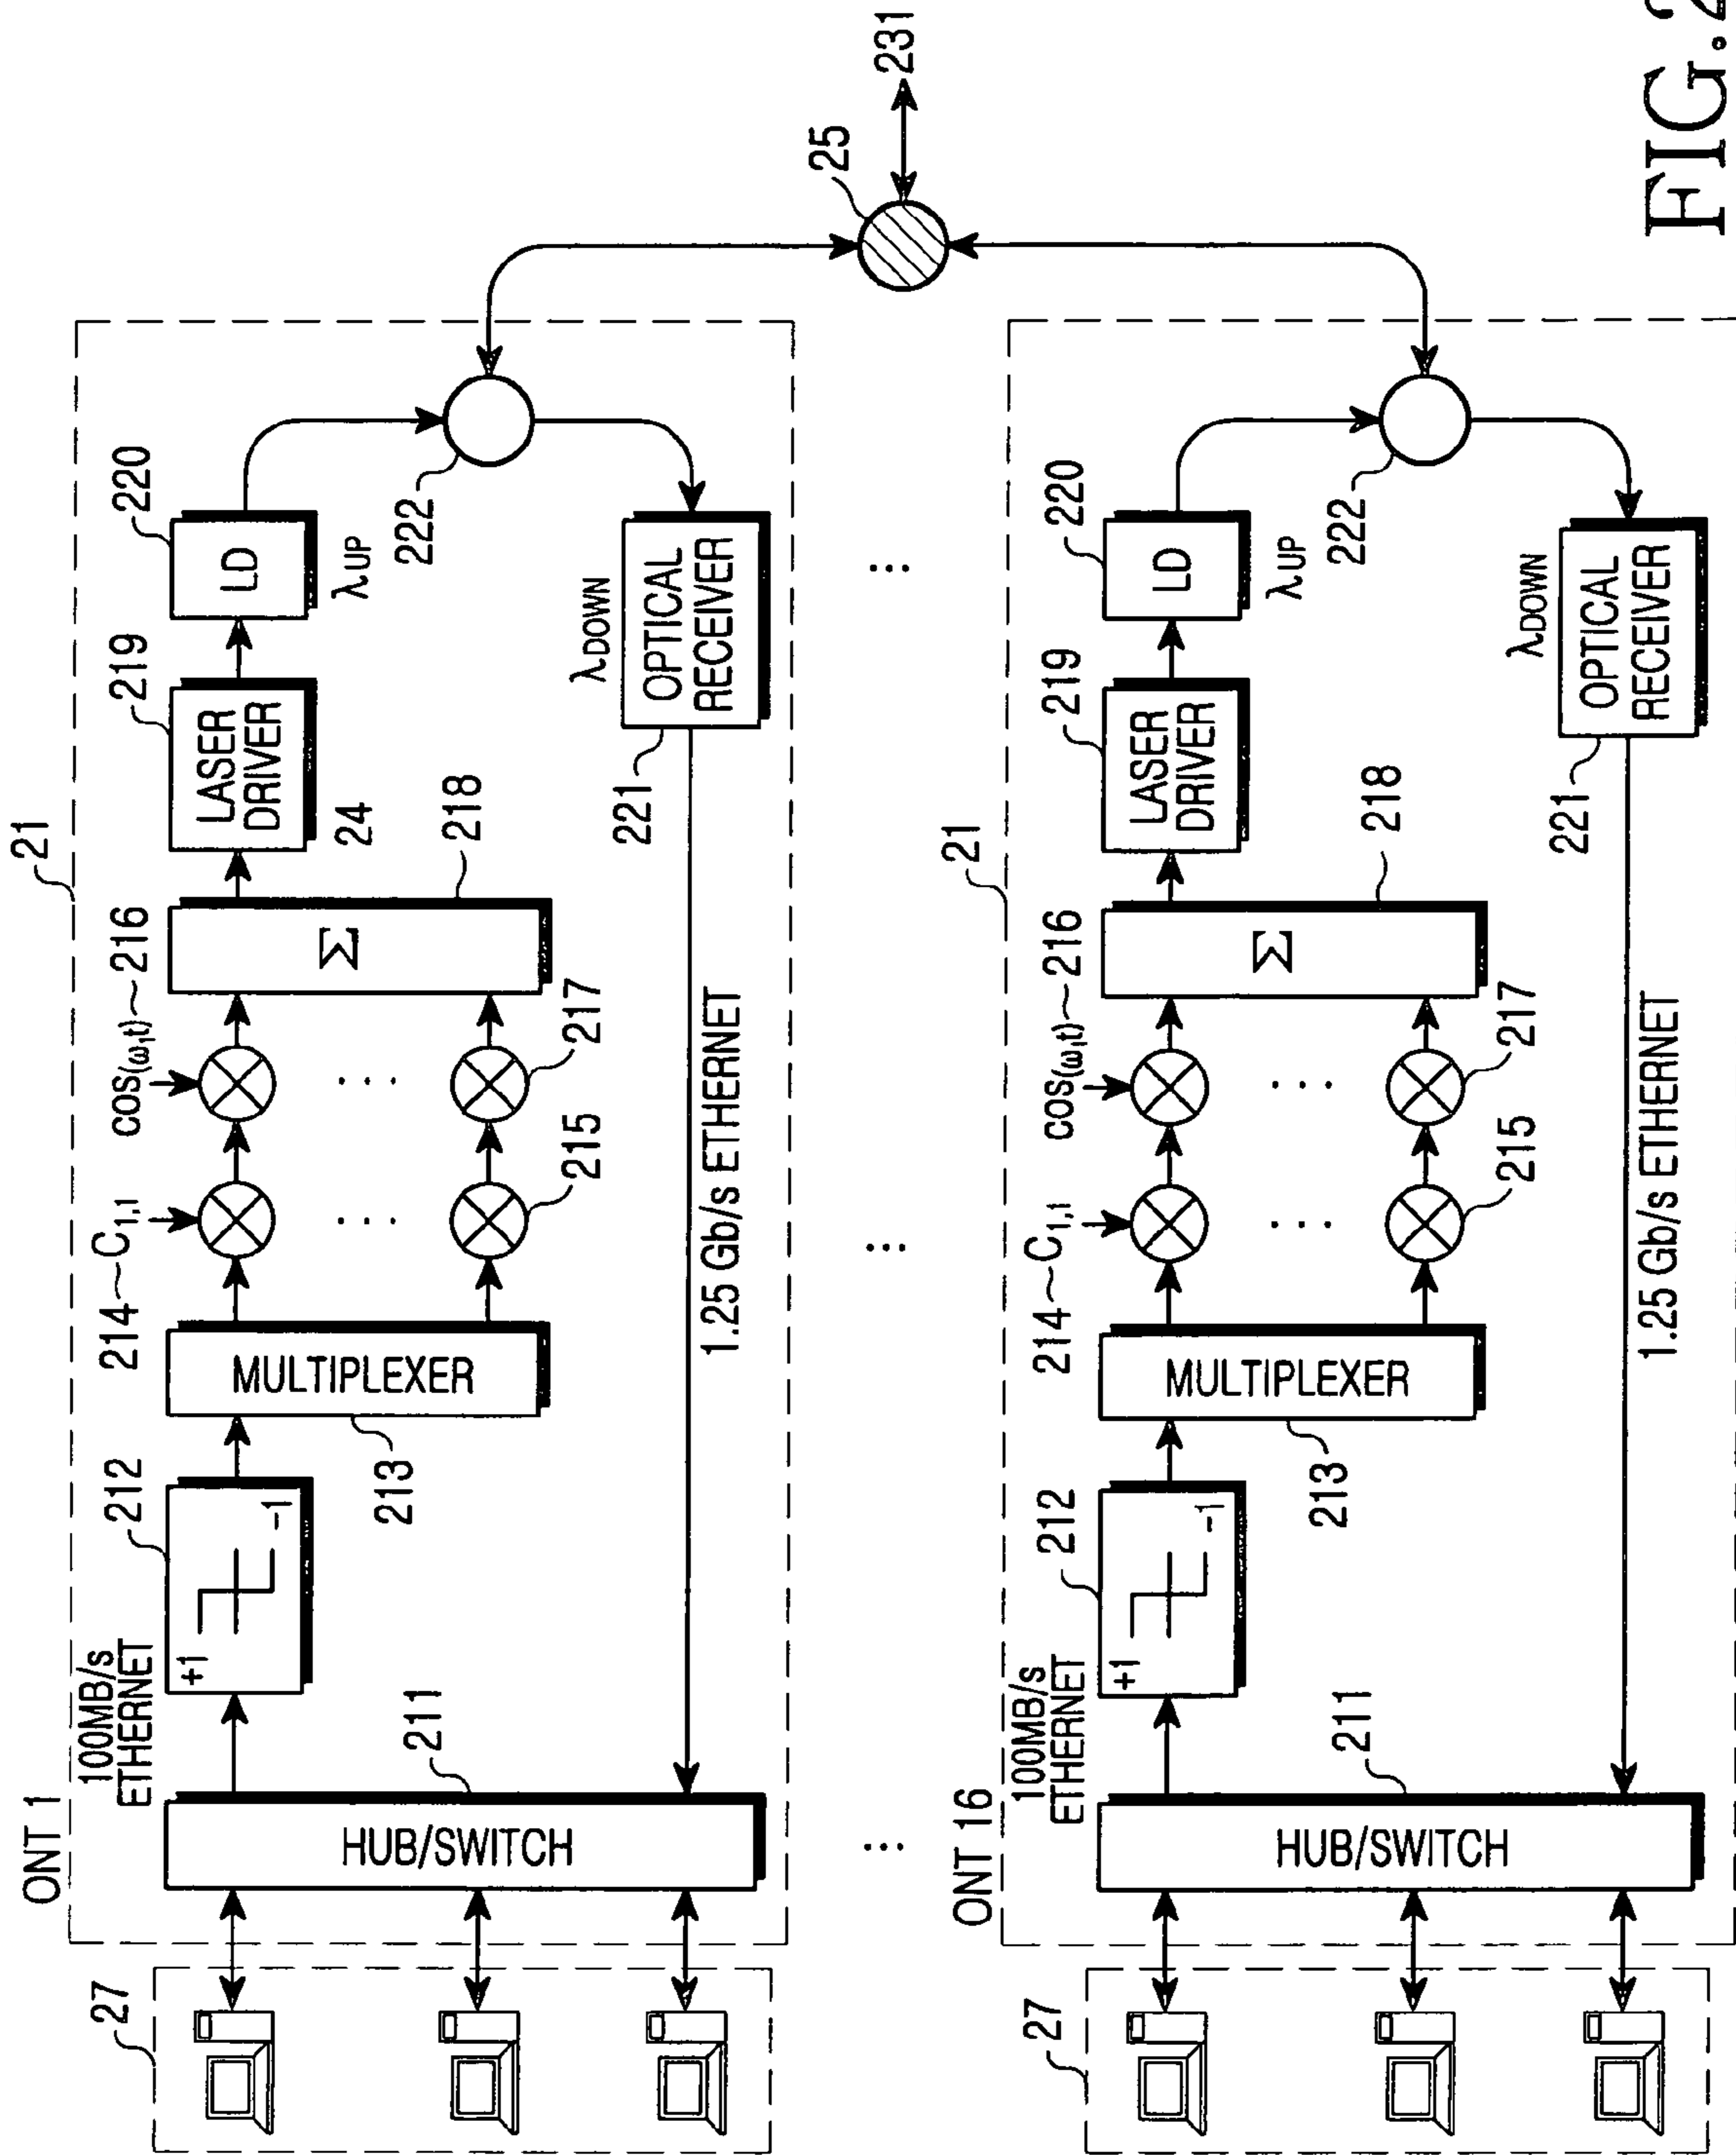 21
ONT 1
27
100MB/s
ETHERNET
211
HUB/SWITCH
212
+1
-1
213
MULTIPLEXER
214
C1,1
215
COS(ω1t)
216
217
Σ
218
24
219
LASER
DRIVER
220
LD
λUP
222
λDOWN
OPTICAL
RECEIVER
221
1.25 Gb/s ETHERNET
25
231
...
...
⋮
⋮
⋮
21
ONT 16
27
100MB/s
ETHERNET
211
HUB/SWITCH
212
+1
-1
213
MULTIPLEXER
214
C1,1
215
COS(ω1t)
216
217
Σ
218
219
LASER
DRIVER
220
LD
λUP
222
λDOWN
OPTICAL
RECEIVER
221
1.25 Gb/s ETHERNET
...
...
FIG.2